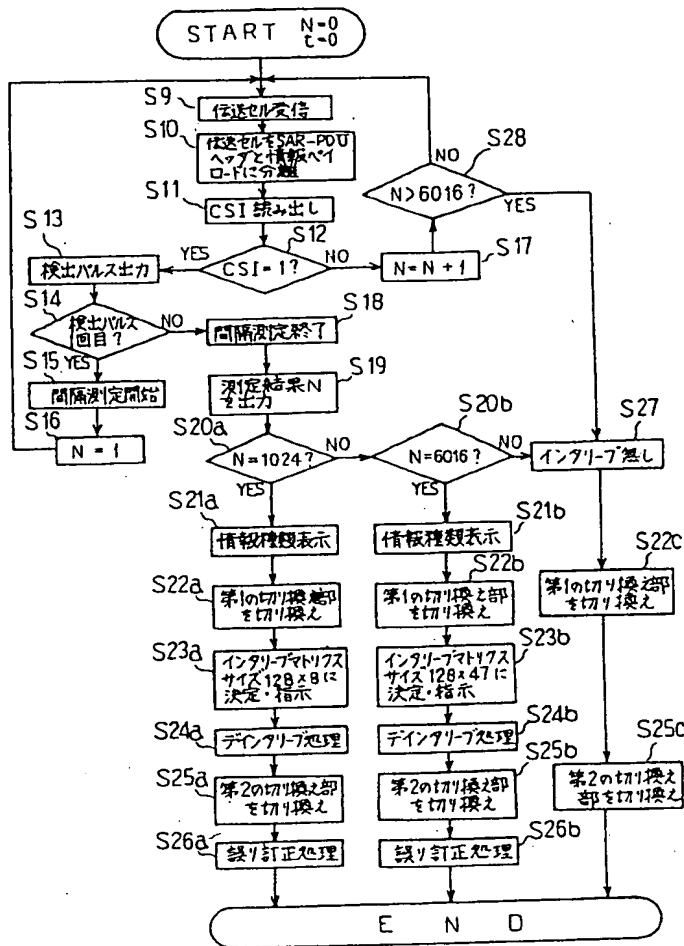 START N=0
t=0
S9
伝送セル受信
S10
伝送セルをSAR-PDU
ヘッダと情報ペイ
ロードに分離
S11
CSI読み出し
S12
CSI=1?
YES
NO
S13
検出パルス出力
S14
検出パルス
回目?
NO
YES
S15
間隔測定開始
S16
N=1
S17
N=N+1
S28
N>6016?
NO
YES
S18
間隔測定終了
S19
測定結果N
を出力
S20a
N=1024?
NO
YES
S20b
N=6016?
NO
YES
S27
インタリーブ無し
S21a
情報種類表示
S22a
第1の切り換え部
を切り換え
S23a
インタリーブマトリクス
サイズ128×8に
決定・指示
S24a
デインタリーブ処理
S25a
第2の切り換え部
を切り換え
S26a
誤り訂正処理
S21b
情報種類表示
S22b
第1の切り換え部
を切り換え
S23b
インタリーブマトリクス
サイズ128×47に
決定・指示
S24b
デインタリーブ処理
S25b
第2の切り換え部
を切り換え
S26b
誤り訂正処理
S22c
第1の切り換え部
を切り換え
S25c
第2の切り換え
部を切り換え
END